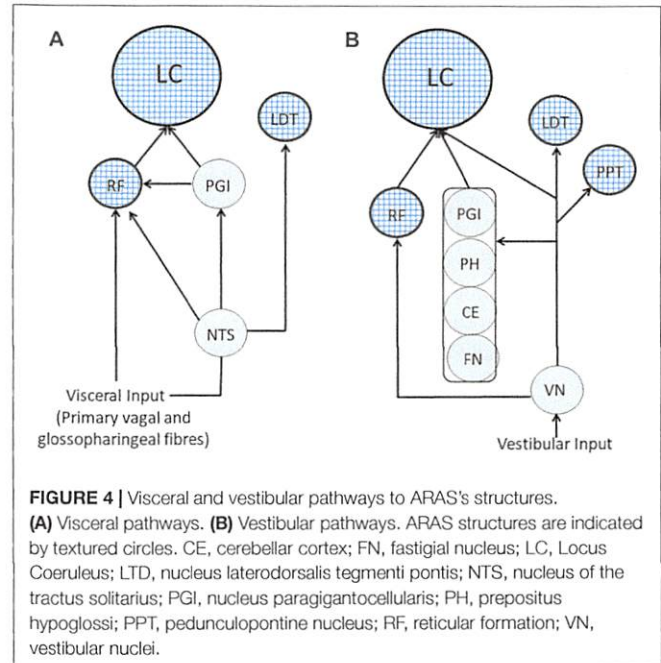 A
LC
LDT
RF
PGI
NTS
Visceral Input
(Primary vagal and
glossopharingeal fibres)
B
LC
LDT
PPT
RF
PGI
PH
CE
FN
VN
Vestibular Input
FIGURE 4 | Visceral and vestibular pathways to ARAS's structures.
(A) Visceral pathways. (B) Vestibular pathways. ARAS structures are indicated
by textured circles. CE, cerebellar cortex; FN, fastigial nucleus; LC, Locus
Coeruleus; LTD, nucleus laterodorsalis tegmenti pontis; NTS, nucleus of the
tractus solitarius; PGI, nucleus paragigantocellularis; PH, prepositus
hypoglossi; PPT, pedunculopontine nucleus; RF, reticular formation; VN,
vestibular nuclei.